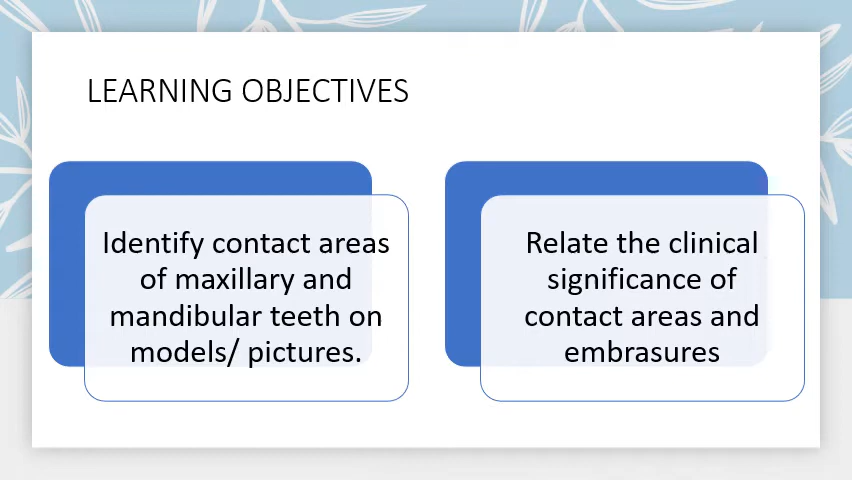 LEARNING OBJECTIVES
Identify contact areas
of maxillary and
mandibular teeth on
models/ pictures.
Relate the clinical
significance of
contact areas and
embrasures